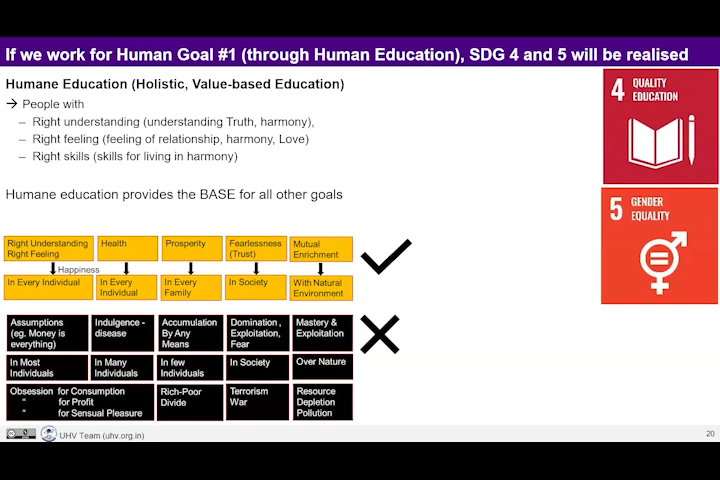 If we work for Human Goal #1 (through Human Education), SDG 4 and 5 will be realised
Humane Education (Holistic, Value-based Education)
→ People with
– Right understanding (understanding Truth, harmony),
– Right feeling (feeling of relationship, harmony, Love)
– Right skills (skills for living in harmony)
Humane education provides the BASE for all other goals
4 QUALITY
EDUCATION
5 GENDER
EQUALITY
Right Understanding
Right Feeling
Health
Prosperity
Fearlessness
(Trust)
Mutual
Enrichment
Happiness
In Every Individual
In Every
Individual
In Every
Family
In Society
With Natural
Environment
Assumptions
(eg. Money is
everything)
Indulgence -
disease
Accumulation
By Any
Means
Domination ,
Exploitation,
Fear
Mastery &
Exploitation
In Most
Individuals
In Many
Individuals
In few
Individuals
In Society
Over Nature
Obsession for Consumption
" for Profit
" for Sensual Pleasure
Rich-Poor
Divide
Terrorism
War
Resource
Depletion
Pollution
UHV Team (uhv.org.in)
20